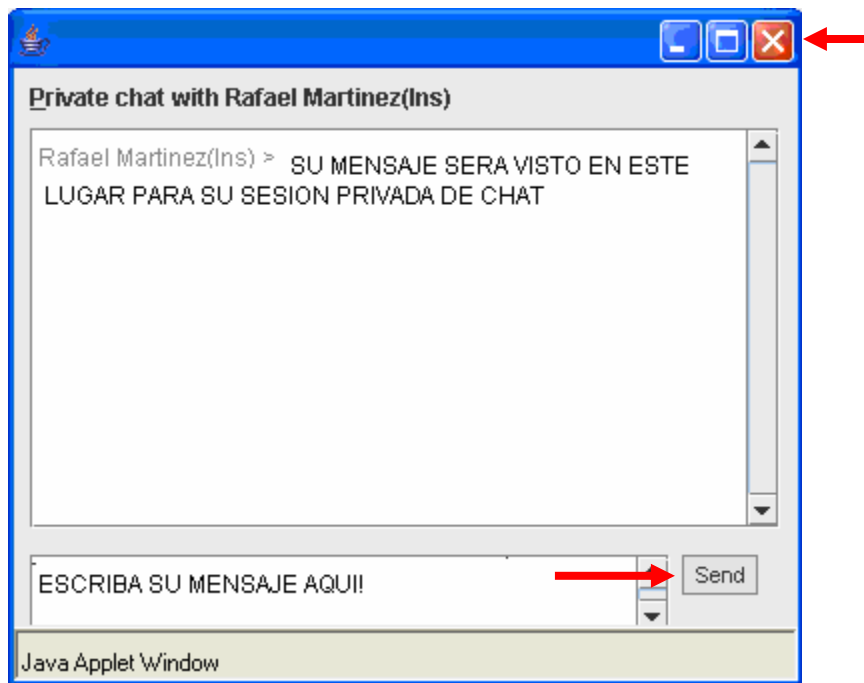 Private chat with Rafael Martinez(Ins)
Rafael Martinez(Ins) > SU MENSAJE SERA VISTO EN ESTE
LUGAR PARA SU SESION PRIVADA DE CHAT
ESCRIBA SU MENSAJE AQUI!
Send
Java Applet Window